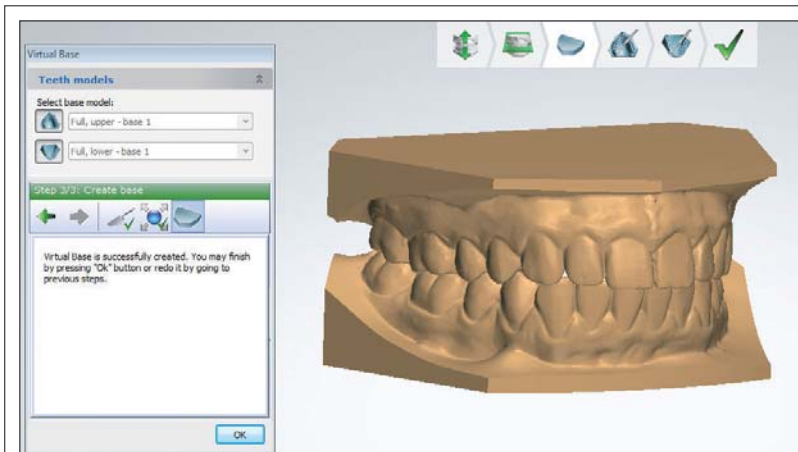 Virtual Base
Teeth models
Select base model:
Full, upper - base 1
Full, lower - base 1
Step 3/3: Create base
Virtual Base is successfully created. You may finish
by pressing "Ok" button or redo it by going to
previous steps.
OK